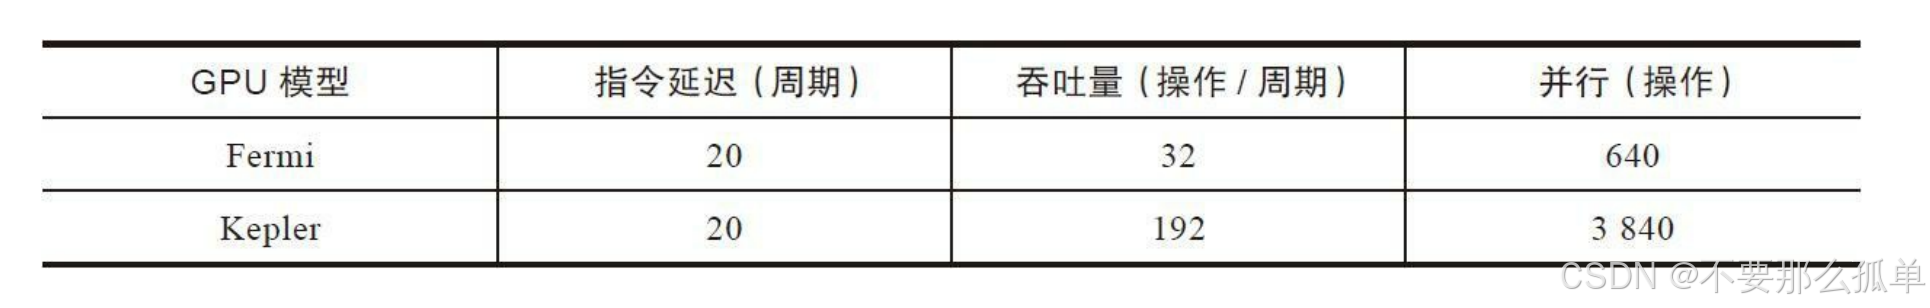 GPU 模型 指令延迟（周期） 吞吐量（操作 / 周期） 并行（操作）
Fermi 20 32 640
Kepler 20 192 3 840
CSDN @不要那么孤单